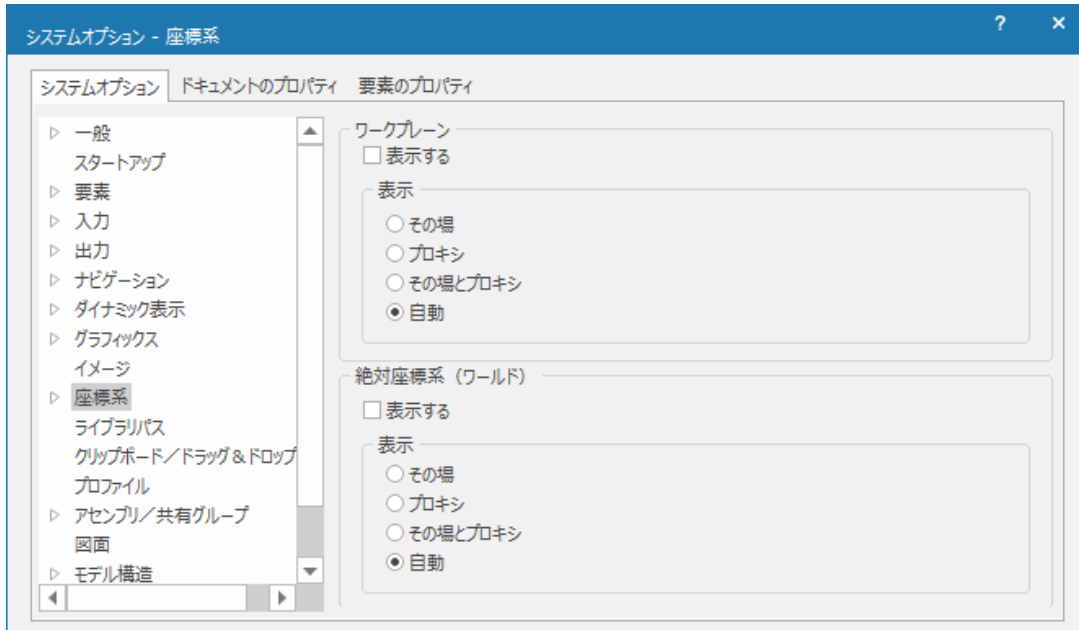 システムオプション - 座標系
? ×
システムオプション ドキュメントのプロパティ 要素のプロパティ
一般
スタートアップ
要素
入力
出力
ナビゲーション
ダイナミック表示
グラフィックス
イメージ
座標系
ライブラリパス
クリップボード/ドラッグ&ドロップ
プロファイル
アセンブリ/共有グループ
図面
モデル構造
ワークプレーン
表示する
表示
その場
プロキシ
その場とプロキシ
自動
絶対座標系（ワールド）
表示する
表示
その場
プロキシ
その場とプロキシ
自動